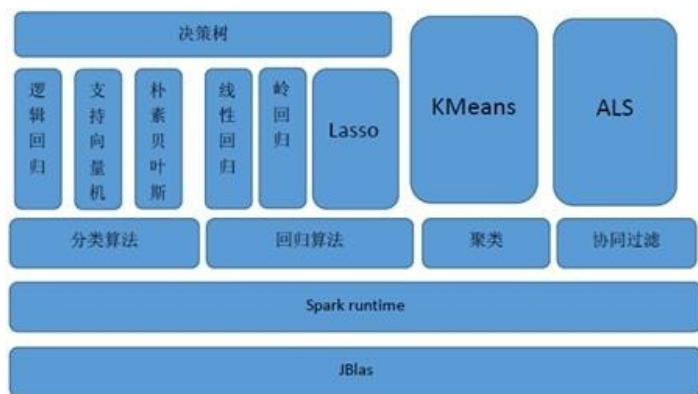 决策树
逻辑回归
支持向量机
朴素贝叶斯
线性回归
岭回归
Lasso
KMeans
ALS
分类算法
回归算法
聚类
协同过滤
Spark runtime
JBlas